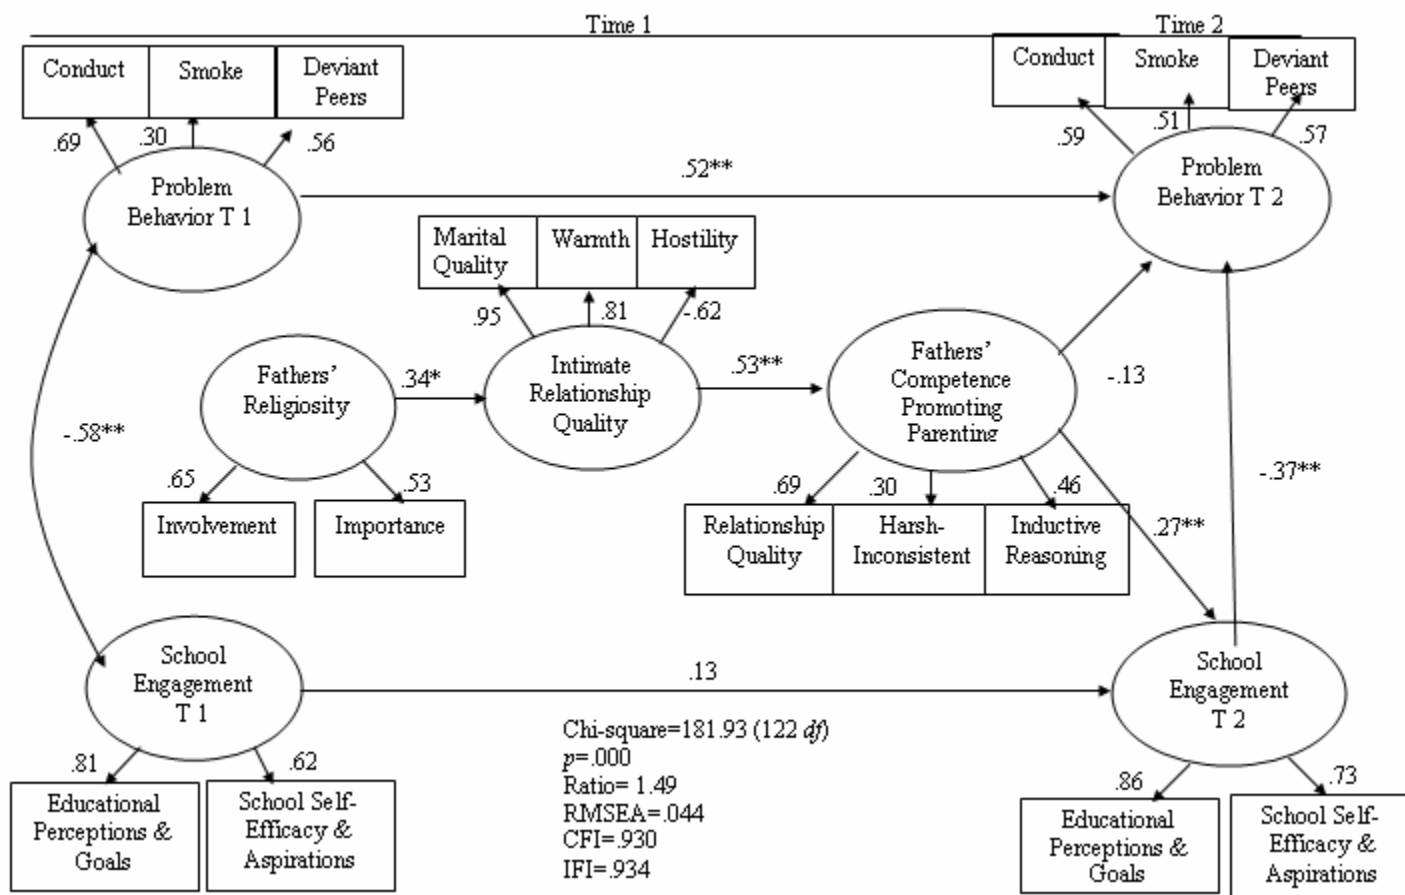 Time 1
Time 2
Conduct
Smoke
Deviant
Peers
Conduct
Smoke
Deviant
Peers
.69
.30
.56
.59
.51
.57
Problem
Behavior T 1
.52**
Problem
Behavior T 2
Marital
Quality
Warmth
Hostility
.95
.81
-.62
Fathers'
Religiosity
.34*
Intimate
Relationship
Quality
.53**
Fathers'
Competence
Promoting
Parenting
-.13
-.58**
-.37**
.65
.53
.69
.30
.46
.27**
Involvement
Importance
Relationship
Quality
Harsh-
Inconsistent
Inductive
Reasoning
School
Engagement
T 1
.13
School
Engagement
T 2
.81
.62
.86
.73
Educational
Perceptions &
Goals
School Self-
Efficacy &
Aspirations
Chi-square=181.93 (122 df)
p=.000
Ratio= 1.49
RMSEA=.044
CFI=.930
IFI=.934
Educational
Perceptions &
Goals
School Self-
Efficacy &
Aspirations